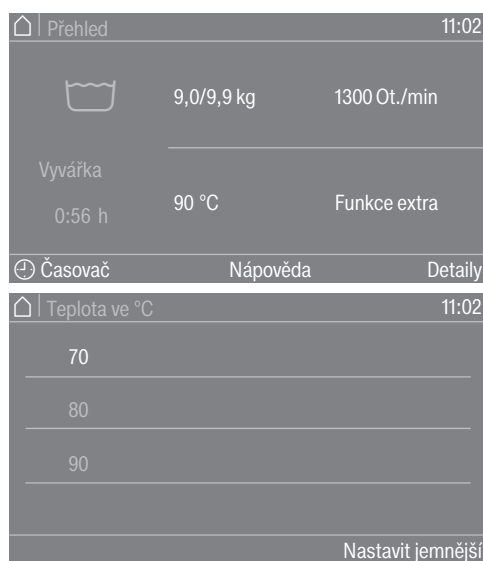 Přehled 11:02
9,0/9,9 kg 1300 Ot./min
Vyvářka
0:56 h
90 °C Funkce extra
Časovač Nápověda Detaily
Teplota ve °C 11:02
70
80
90
Nastavit jemnější